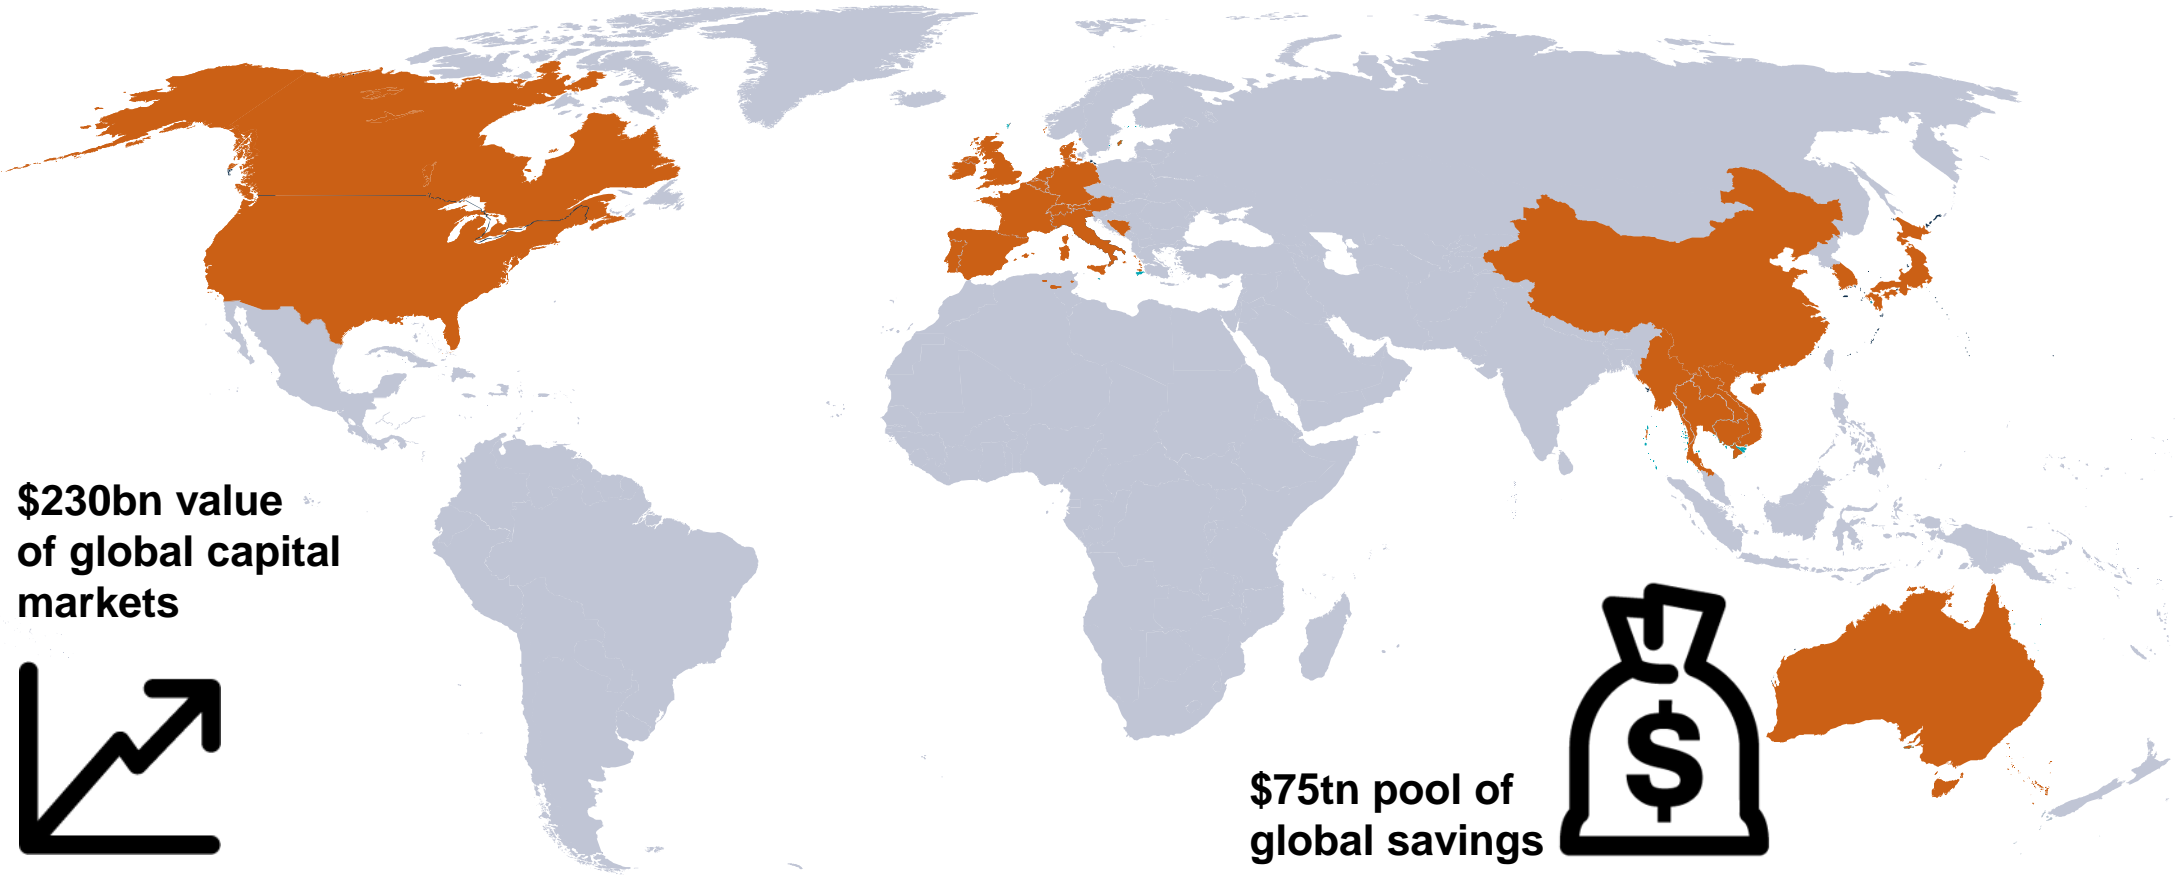 $230bn value
of global capital
markets
$75tn pool of
global savings
$